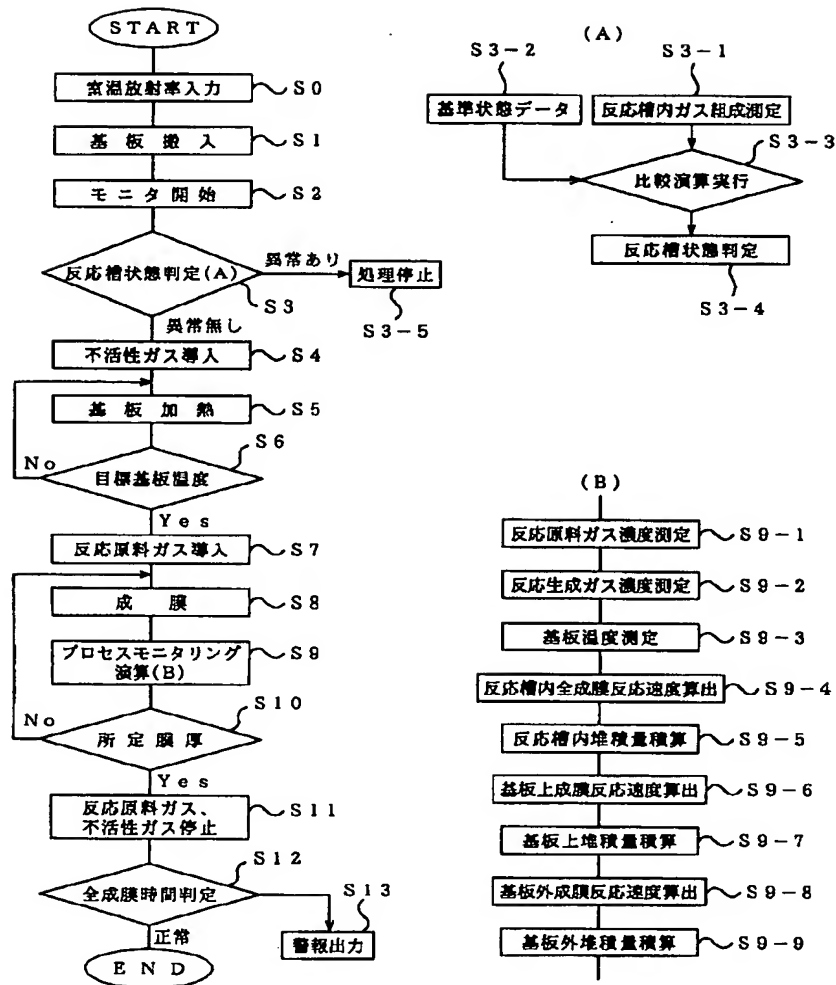 START
室温放射率入力 S0
基板搬入 S1
モニタ開始 S2
反応槽状態判定(A) 異常あり 処理停止
S3 S3-5
異常無し
不活性ガス導入 S4
基板加熱 S5
S6
No
目標基板温度
Yes
反応原料ガス導入 S7
成膜 S8
プロセスモニタリング
演算(B) S9
S10
No
所定膜厚
Yes
反応原料ガス、
不活性ガス停止 S11
S12
全成膜時間判定
S13
警報出力
正常
END
(A)
S3-2 S3-1
基準状態データ 反応槽内ガス組成測定
S3-3
比較演算実行
反応槽状態判定
S3-4
(B)
反応原料ガス濃度測定 S9-1
反応生成ガス濃度測定 S9-2
基板温度測定 S9-3
反応槽内全成膜反応速度算出 S9-4
反応槽内堆積量積算 S9-5
基板上成膜反応速度算出 S9-6
基板上堆積量積算 S9-7
基板外成膜反応速度算出 S9-8
基板外堆積量積算 S9-9